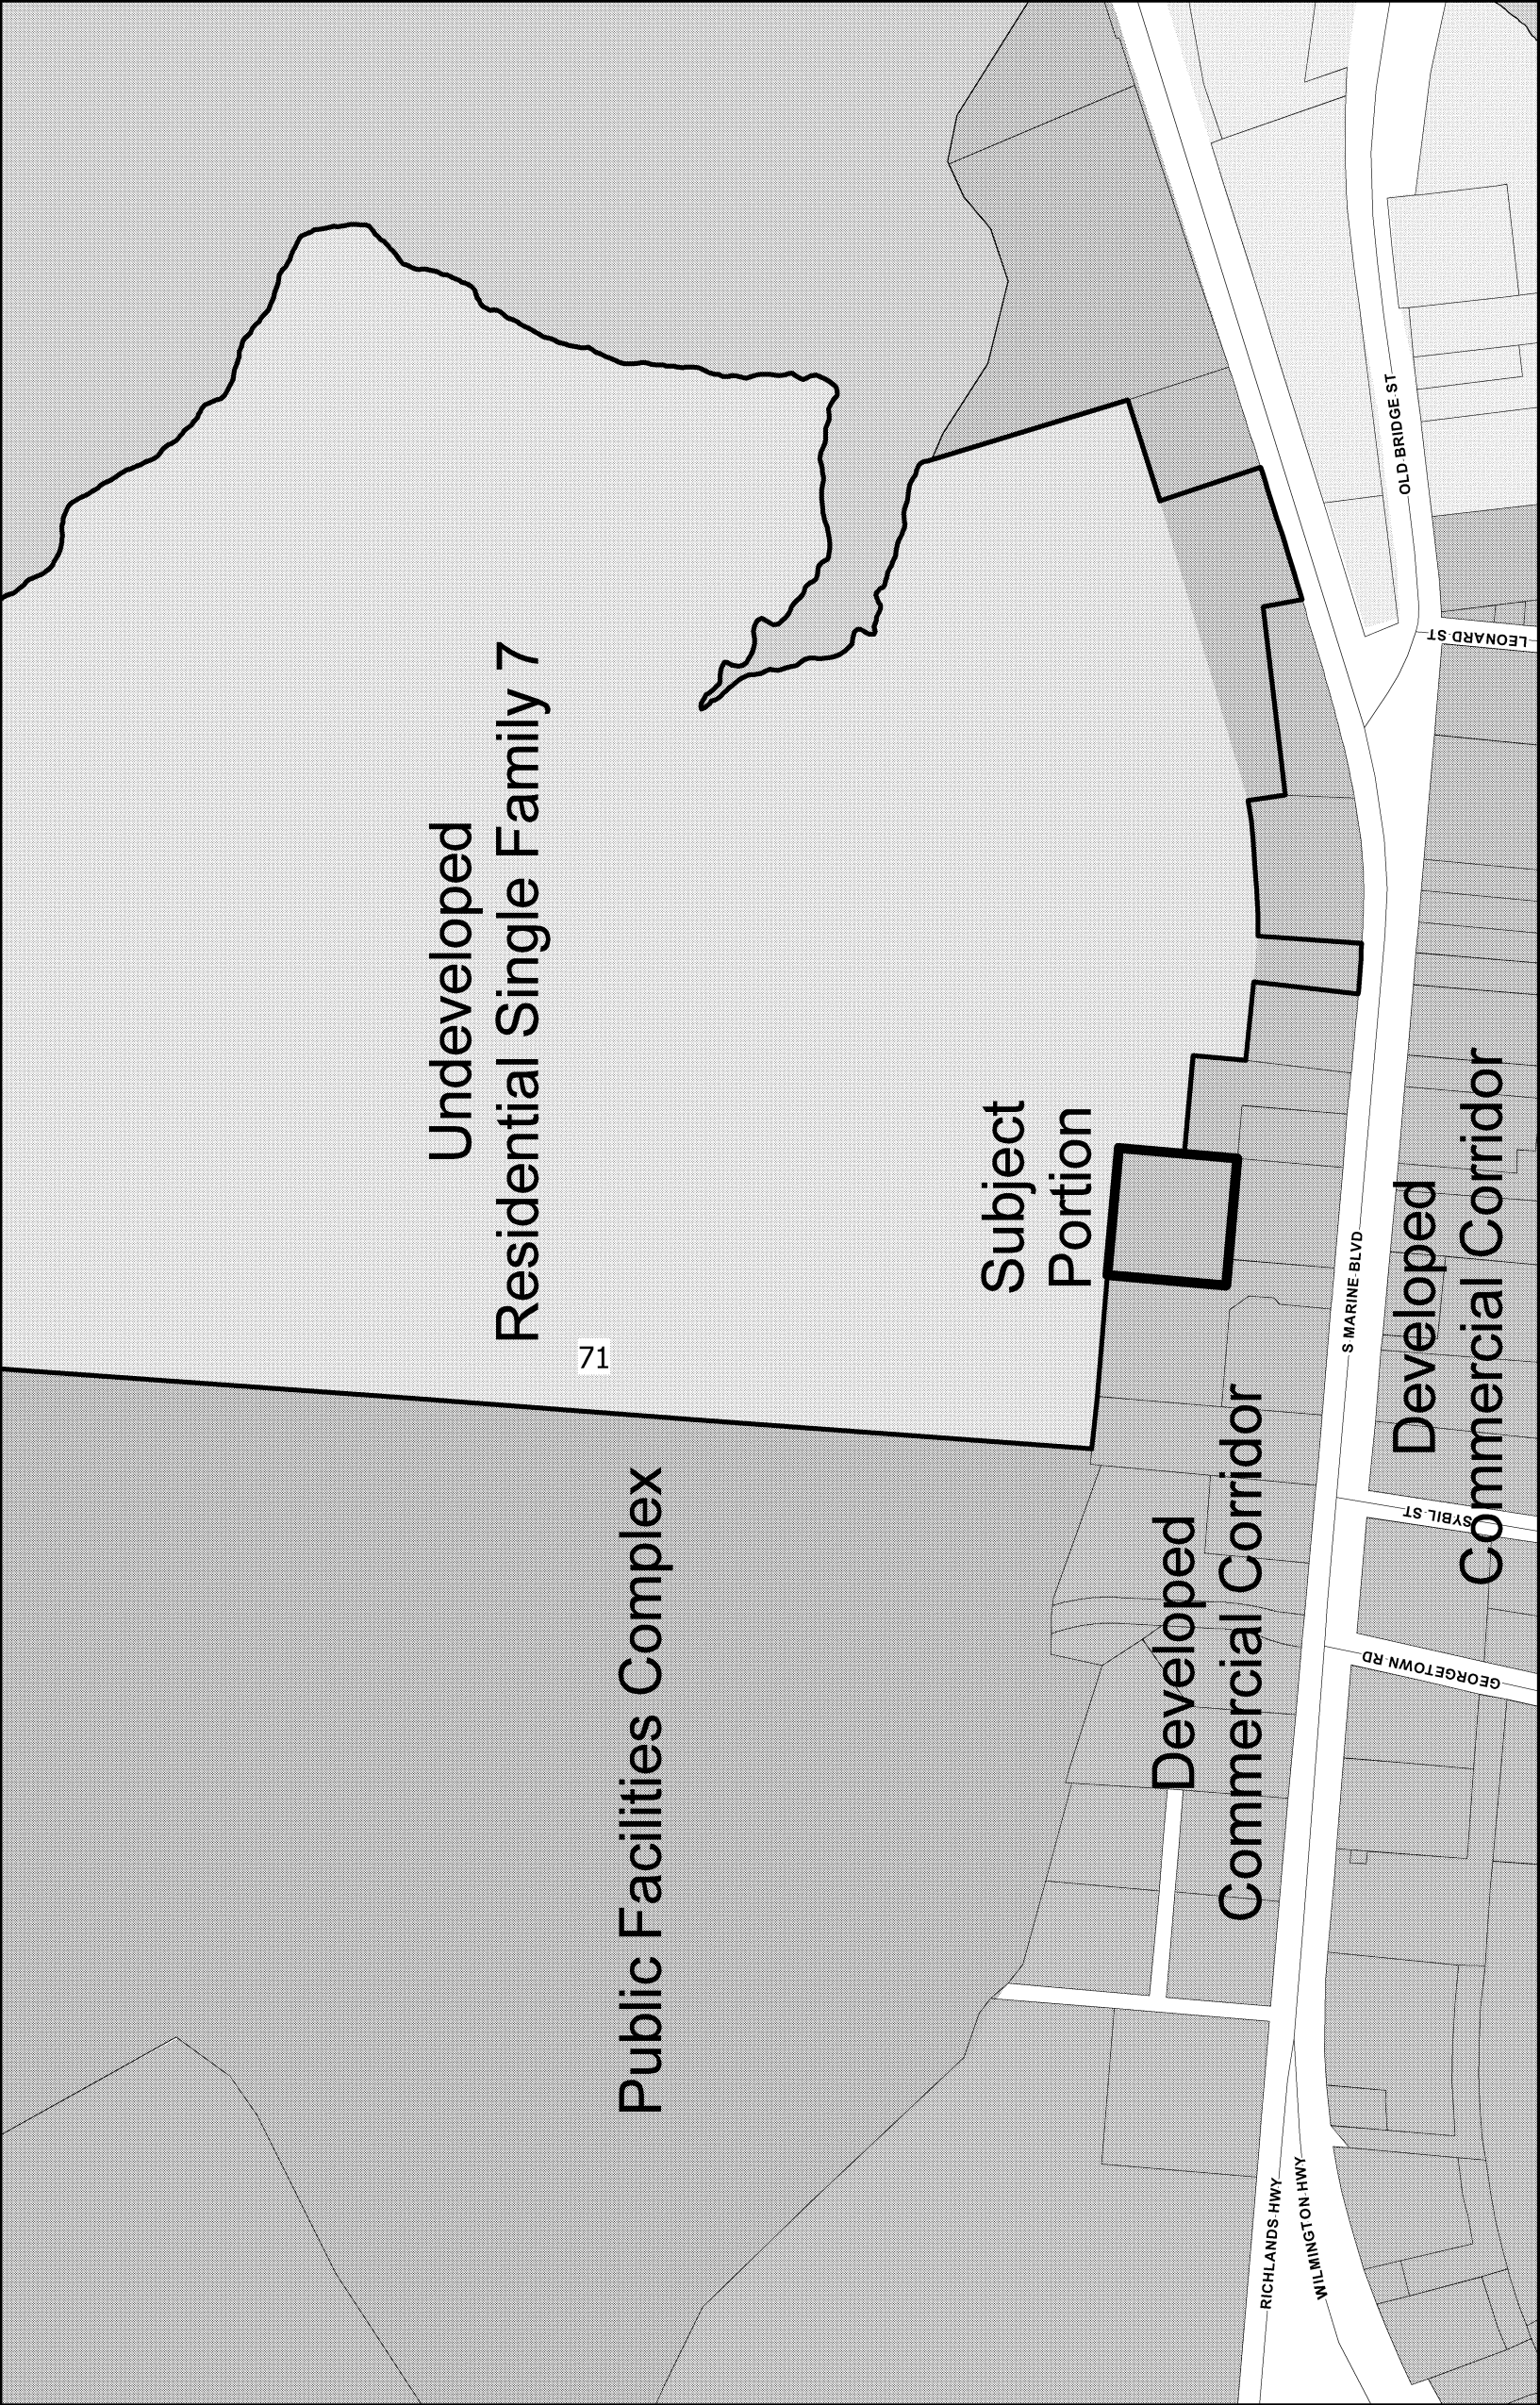 Undeveloped
Residential Single Family 7
71
Public Facilities Complex
Subject
Portion
Developed
Commercial Corridor
Developed
Commercial Corridor
RICHLANDS HWY
WILMINGTON HWY
S MARINE BLVD
GEORGETOWN RD
SYBIL ST
LEONARD ST
OLD BRIDGE ST